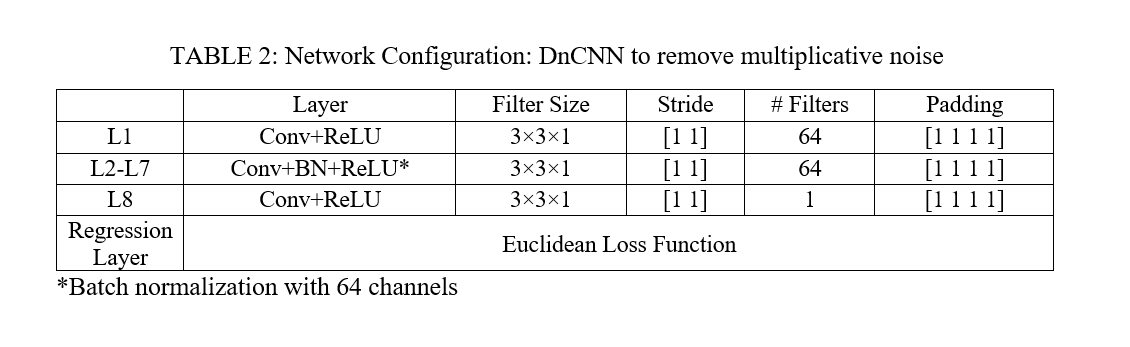 TABLE 2: Network Configuration: DnCNN to remove multiplicative noise
Layer Filter Size Stride # Filters Padding
L1 Conv+ReLU 3×3×1 [1 1] 64 [1 1 1 1]
L2-L7 Conv+BN+ReLU* 3×3×1 [1 1] 64 [1 1 1 1]
L8 Conv+ReLU 3×3×1 [1 1] 1 [1 1 1 1]
Regression
Layer Euclidean Loss Function
*Batch normalization with 64 channels